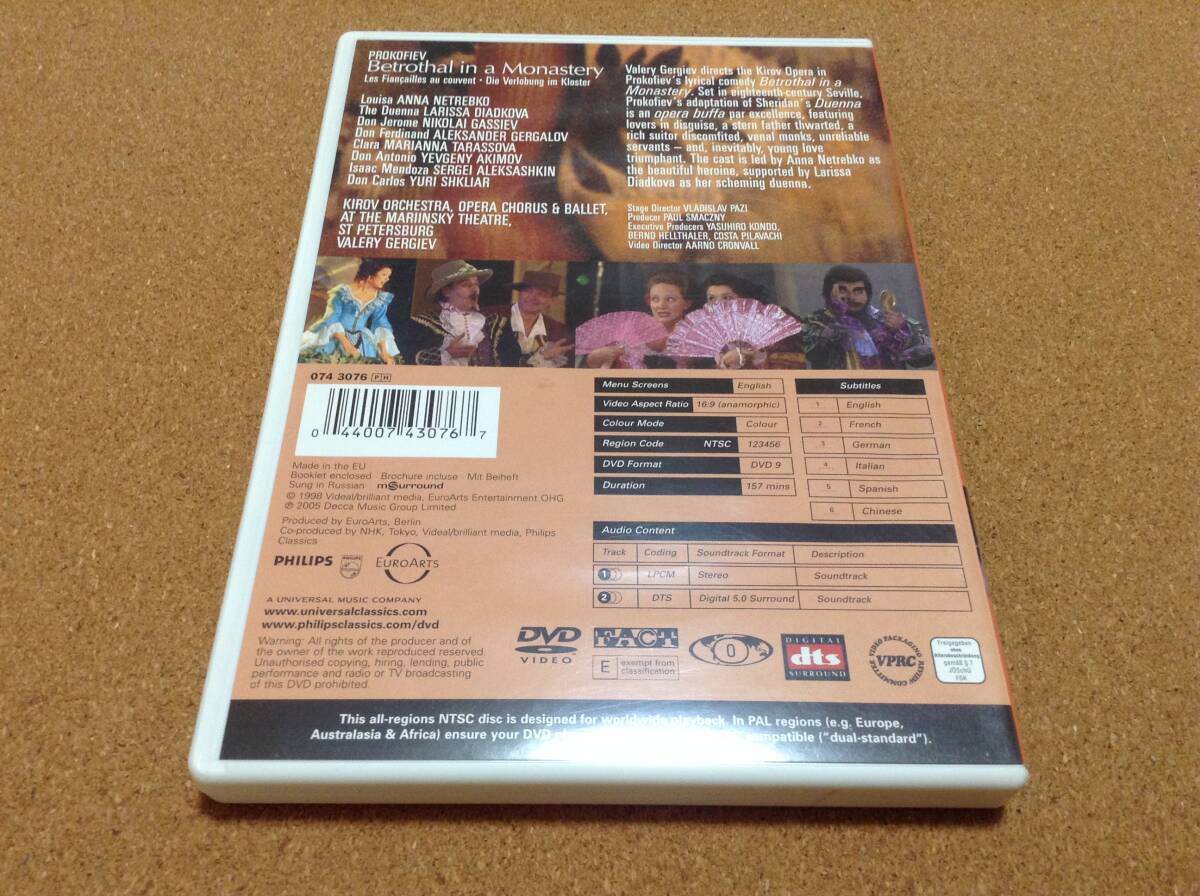 PROKOFIEV
Betrothal in a Monastery
Les Fiançailles au couvent • Die Verlobung im Kloster
Louisa ANNA NETREBKO
The Duenna LARISSA DIADKOVA
Don Jerome NIKOLAI GASSIEV
Don Ferdinand ALEKSANDER GERGALOV
Clara MARIANNA TARASSOVA
Don Antonio YEVGENY AKIMOV
Isaac Mendoza SERGEI ALEKSASHKIN
Don Carlos YURI SHKLIAR
KIROV ORCHESTRA, OPERA CHORUS & BALLET,
AT THE MARIINSKY THEATRE,
ST PETERSBURG
VALERY GERGIEV
Valery Gergiev directs the Kirov Opera in
Prokofiev's lyrical comedy Betrothal in a
Monastery. Set in eighteenth-century Seville,
Prokofiev's adaptation of Sheridan's Duenna
is an opera buffa par excellence, featuring
lovers in disguise, a stern father thwarted, a
rich suitor discomfited, venal monks, unreliable
servants – and, inevitably, young love
triumphant. The cast is led by Anna Netrebko as
the beautiful heroine, supported by Larissa
Diadkova as her scheming duenna.
Stage Director VLADISLAV PAZI
Producer PAUL SMACZNY
Executive Producers YASUHIRO KONDO,
BERND HELLTHALER, COSTA PILAVACHI
Video Director AARNO CRONVALL
074 3076 PH
0 44007 43076 7
Made in the EU
Booklet enclosed · Brochure incluse · Mit Beiheft
Sung in Russian mSurround
© 1998 Videal/brilliant media, EuroArts Entertainment OHG
℗ 2005 Decca Music Group Limited
Produced by EuroArts, Berlin
Co-produced by NHK, Tokyo, Videal/brilliant media, Philips
Classics
PHILIPS PHILIPS EUROARTS
A UNIVERSAL MUSIC COMPANY
www.universalclassics.com
www.philipsclassics.com/dvd
Warning: All rights of the producer and of
the owner of the work reproduced reserved.
Unauthorised copying, hiring, lending, public
performance and radio or TV broadcasting
of this DVD prohibited.
Menu Screens English
Video Aspect Ratio 16:9 (anamorphic)
Colour Mode Colour
Region Code NTSC 123456
DVD Format DVD 9
Duration 157 mins
Subtitles
1 English
2 French
3 German
4 Italian
5 Spanish
6 Chinese
Audio Content
Track Coding Soundtrack Format Description
1 LPCM Stereo Soundtrack
2 DTS Digital 5.0 Surround Soundtrack
DVD VIDEO
FACT
E exempt from classification
0
DIGITAL dts SURROUND
VIDEO PACKAGING REVIEW COMMITTEE VPRC
Freigegeben
ohne
Altersbeschränkung
gemäß § 7
JÖSchG
FSK
This all-regions NTSC disc is designed for worldwide playback. In PAL regions (e.g. Europe,
Australasia & Africa) ensure your DVD compatible ("dual-standard").